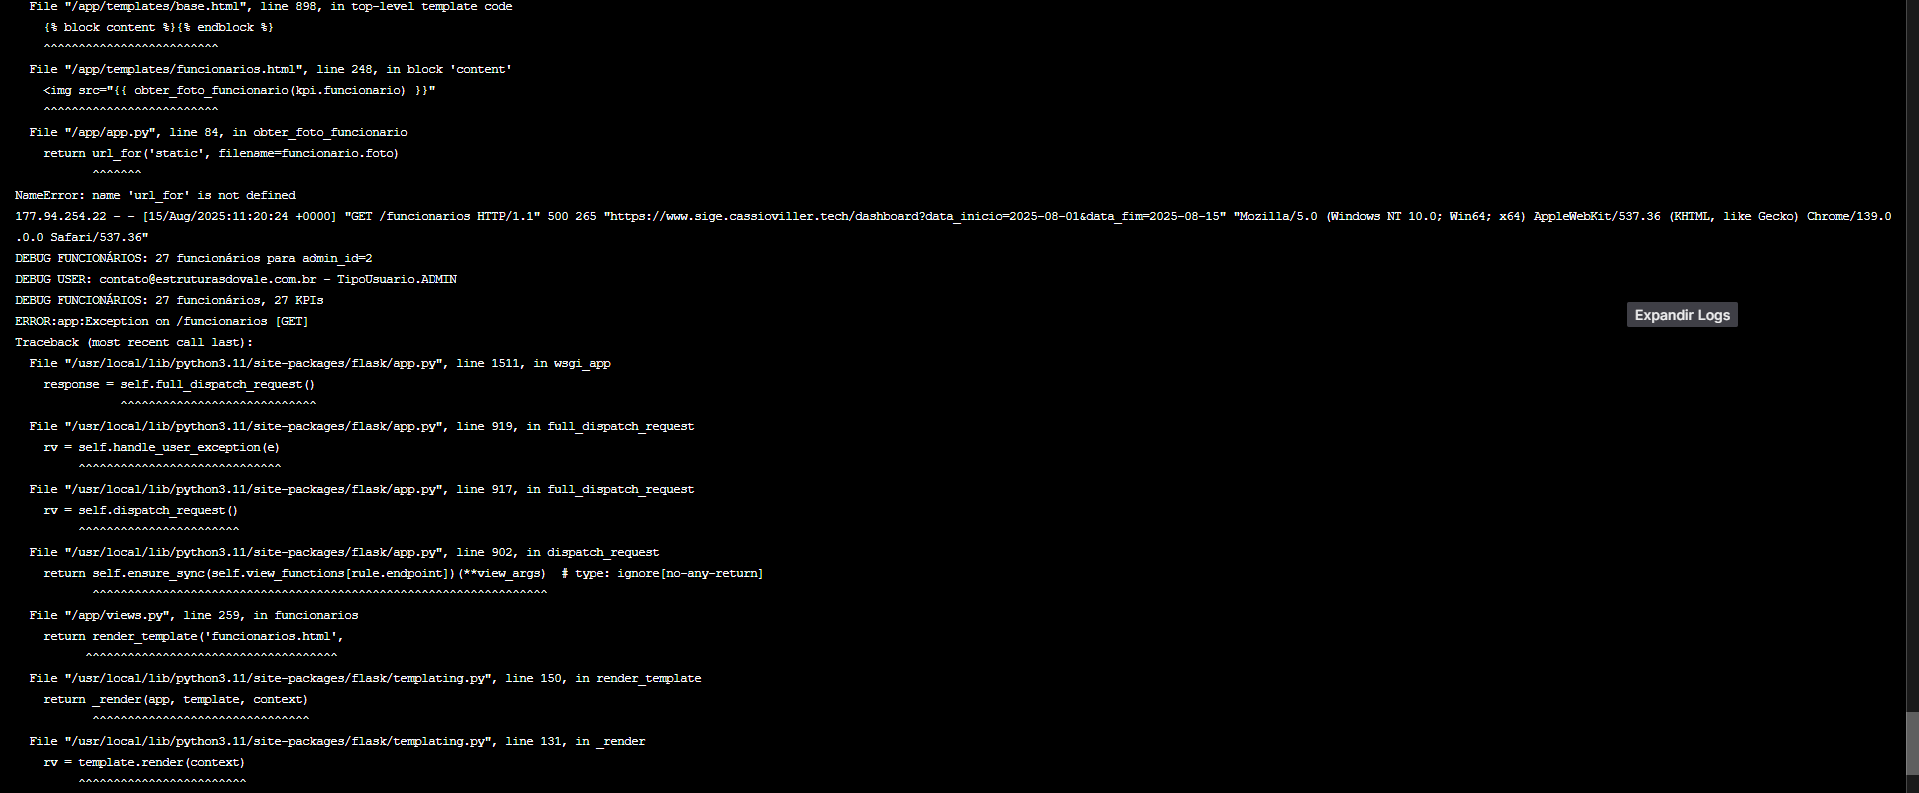 File "/app/templates/base.html", line 898, in top-level template code
{% block content %}{% endblock %}
^^^^^^^^^^^^^^^^^^^^^^^^^
File "/app/templates/funcionarios.html", line 248, in block 'content'
<img src="{{ obter_foto_funcionario(kpi.funcionario) }}"
^^^^^^^^^^^^^^^^^^^^^^^^^
File "/app/app.py", line 84, in obter_foto_funcionario
return url_for('static', filename=funcionario.foto)
^^^^^^^
NameError: name 'url_for' is not defined
177.94.254.22 - - [15/Aug/2025:11:20:24 +0000] "GET /funcionarios HTTP/1.1" 500 265 "https://www.sige.cassioviller.tech/dashboard?data_inicio=2025-08-01&data_fim=2025-08-15" "Mozilla/5.0 (Windows NT 10.0; Win64; x64) AppleWebKit/537.36 (KHTML, like Gecko) Chrome/139.0
.0.0 Safari/537.36"
DEBUG FUNCIONÁRIOS: 27 funcionários para admin_id=2
DEBUG USER: contato@estruturasdovale.com.br - TipoUsuario.ADMIN
DEBUG FUNCIONÁRIOS: 27 funcionários, 27 KPIs
Expandir Logs
ERROR:app:Exception on /funcionarios [GET]
Traceback (most recent call last):
File "/usr/local/lib/python3.11/site-packages/flask/app.py", line 1511, in wsgi_app
response = self.full_dispatch_request()
^^^^^^^^^^^^^^^^^^^^^^^^^^^^
File "/usr/local/lib/python3.11/site-packages/flask/app.py", line 919, in full_dispatch_request
rv = self.handle_user_exception(e)
^^^^^^^^^^^^^^^^^^^^^^^^^^^^^
File "/usr/local/lib/python3.11/site-packages/flask/app.py", line 917, in full_dispatch_request
rv = self.dispatch_request()
^^^^^^^^^^^^^^^^^^^^^^^
File "/usr/local/lib/python3.11/site-packages/flask/app.py", line 902, in dispatch_request
return self.ensure_sync(self.view_functions[rule.endpoint])(**view_args)  # type: ignore[no-any-return]
^^^^^^^^^^^^^^^^^^^^^^^^^^^^^^^^^^^^^^^^^^^^^^^^^^^^^^^^^^^^^^^^^
File "/app/views.py", line 259, in funcionarios
return render_template('funcionarios.html',
^^^^^^^^^^^^^^^^^^^^^^^^^^^^^^^^^^^^
File "/usr/local/lib/python3.11/site-packages/flask/templating.py", line 150, in render_template
return _render(app, template, context)
^^^^^^^^^^^^^^^^^^^^^^^^^^^^^^^
File "/usr/local/lib/python3.11/site-packages/flask/templating.py", line 131, in _render
rv = template.render(context)
^^^^^^^^^^^^^^^^^^^^^^^^